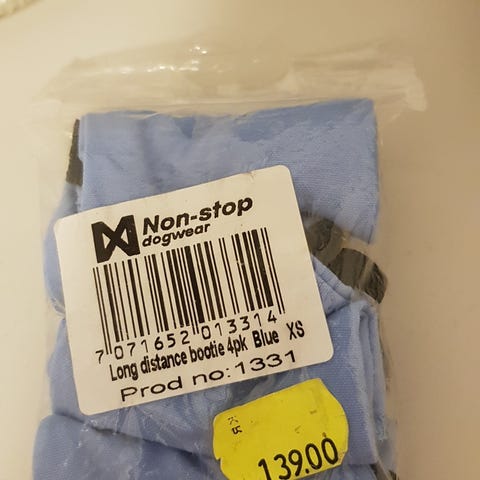 Non-stop
dogwear
7 071652 013314
Long distance bootie 4pk Blue XS
Prod no:1331
139.00